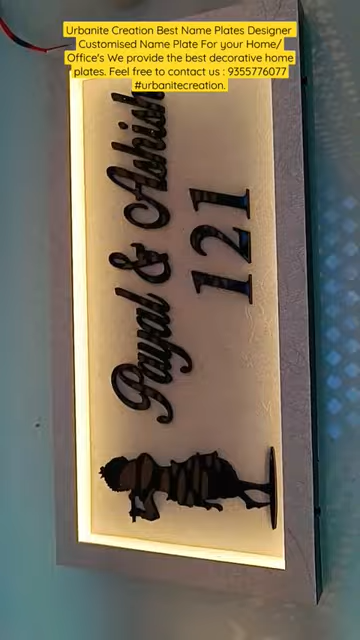 Urbanite Creation Best Name Plates Designer
Customised Name Plate For your Home/
Office's We provide the best decorative home
plates. Feel free to contact us : 9355776077
#urbanitecreation.
Payal & Ashish
121